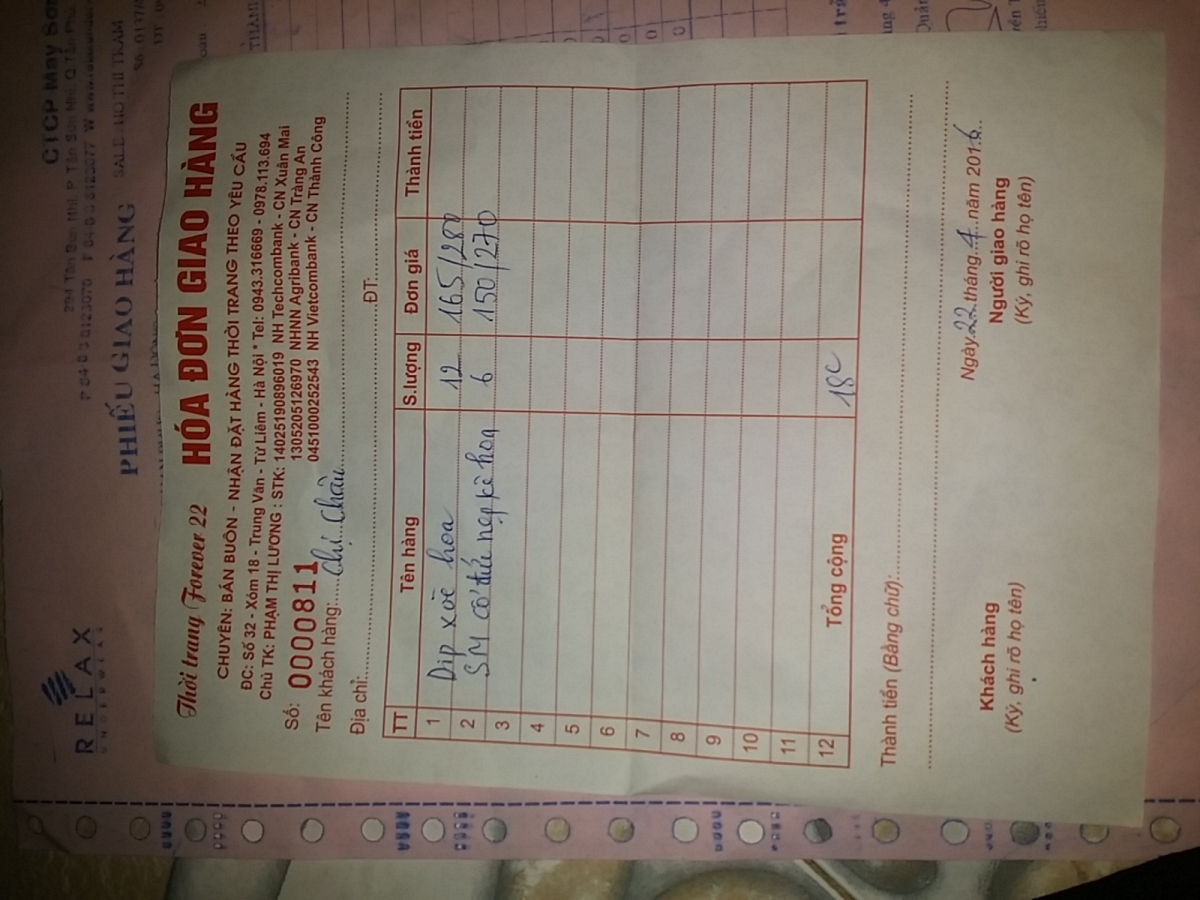 RELAX
UNDERWEAR
CTCP May Sơn
PHIẾU GIAO HÀNG
Thời trang Forever 22 HÓA ĐƠN GIAO HÀNG
CHUYÊN: BÁN BUÔN - NHẬN ĐẶT HÀNG THỜI TRANG THEO YÊU CẦU
ĐC: Số 32 - Xóm 18 - Trung Văn - Từ Liêm - Hà Nội * Tel: 0943.316669 - 0978.113.694
Chủ TK: PHẠM THỊ LƯƠNG : STK: 14025190896019 NH Techcombank - CN Xuân Mai
1305205126970 NHNN Agribank - CN Tràng An
0451000252543 NH Vietcombank - CN Thành Công
Số: 0000811
Tên khách hàng: Chị Châu
Địa chỉ: ĐT:
TT Tên hàng S.lượng Đơn giá Thành tiền
1 Dip xoè hoa 12 165/280
2 SM cổ đứ nẹp kè hoa 6 150/270
3
4
5
6
7
8
9
10
11
12 Tổng cộng 18c
Thành tiền (Bằng chữ):
Ngày 22 tháng 4 năm 2016
Khách hàng Người giao hàng
(Ký, ghi rõ họ tên) (Ký, ghi rõ họ tên)